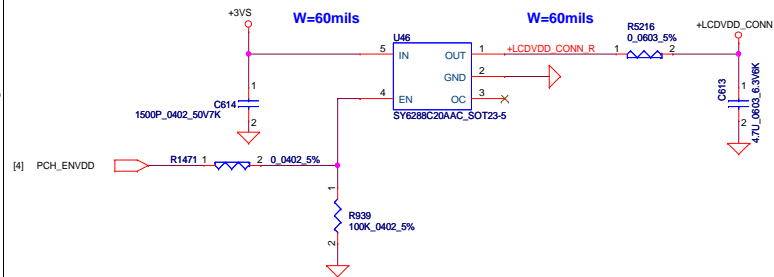 +3VS
W=60mils
W=60mils
+LCDVDD_CONN
U46
R5216
0_0603_5%
5 IN OUT 1 +LCDVDD_CONN_R 1 2
GND 2
4 EN OC 3
SY6288C20AAC_SOT23-5
1
C614
1500P_0402_50V7K
2
1
C613
4.7U_0603_6.3V6K
2
[4] PCH_ENVDD R1471 1 2 0_0402_5%
1
R939
100K_0402_5%
2